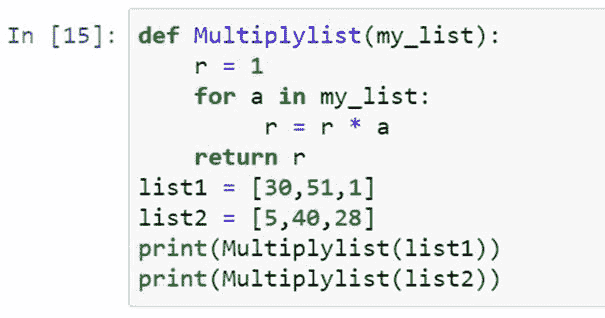 In [15]: def Multiplylist(my_list):
    r = 1
    for a in my_list:
        r = r * a
    return r
list1 = [30,51,1]
list2 = [5,40,28]
print(Multiplylist(list1))
print(Multiplylist(list2))